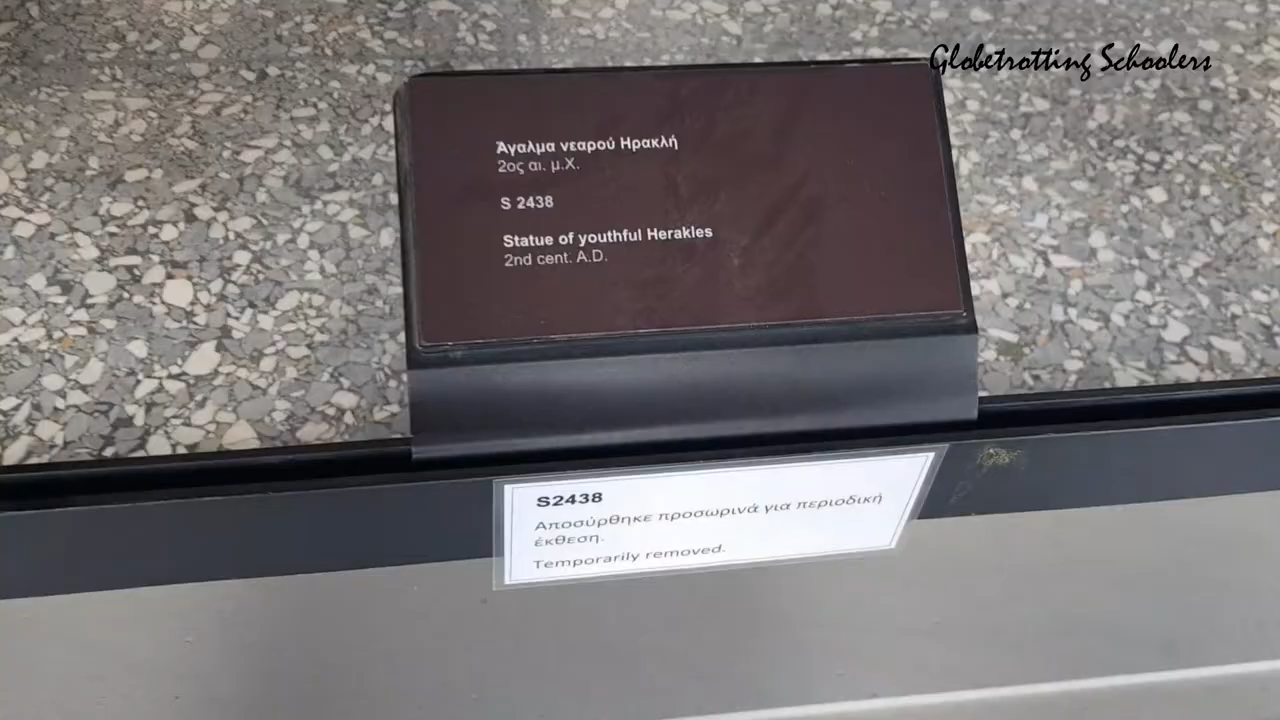 Globetrotting Schoolers
Άγαλμα νεαρού Ηρακλή
2ος αι. μ.Χ.
S 2438
Statue of youthful Herakles
2nd cent. A.D.
S2438
Αποσύρθηκε προσωρινά για περιοδική
έκθεση.
Temporarily removed.